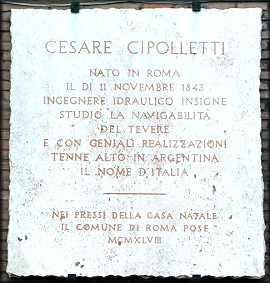 CESARE CIPOLLETTI
NATO IN ROMA
IL DI 11 NOVEMBRE 1843
INGEGNERE IDRAULICO INSIGNE
STUDIO LA NAVIGABILITÀ
DEL TEVERE
E CON GENIALI REALIZZAZIONI
TENNE ALTO IN ARGENTINA
IL NOME D'ITALIA
NEI PRESSI DELLA CASA NATALE
IL COMUNE DI ROMA POSE
MCMXLVIII